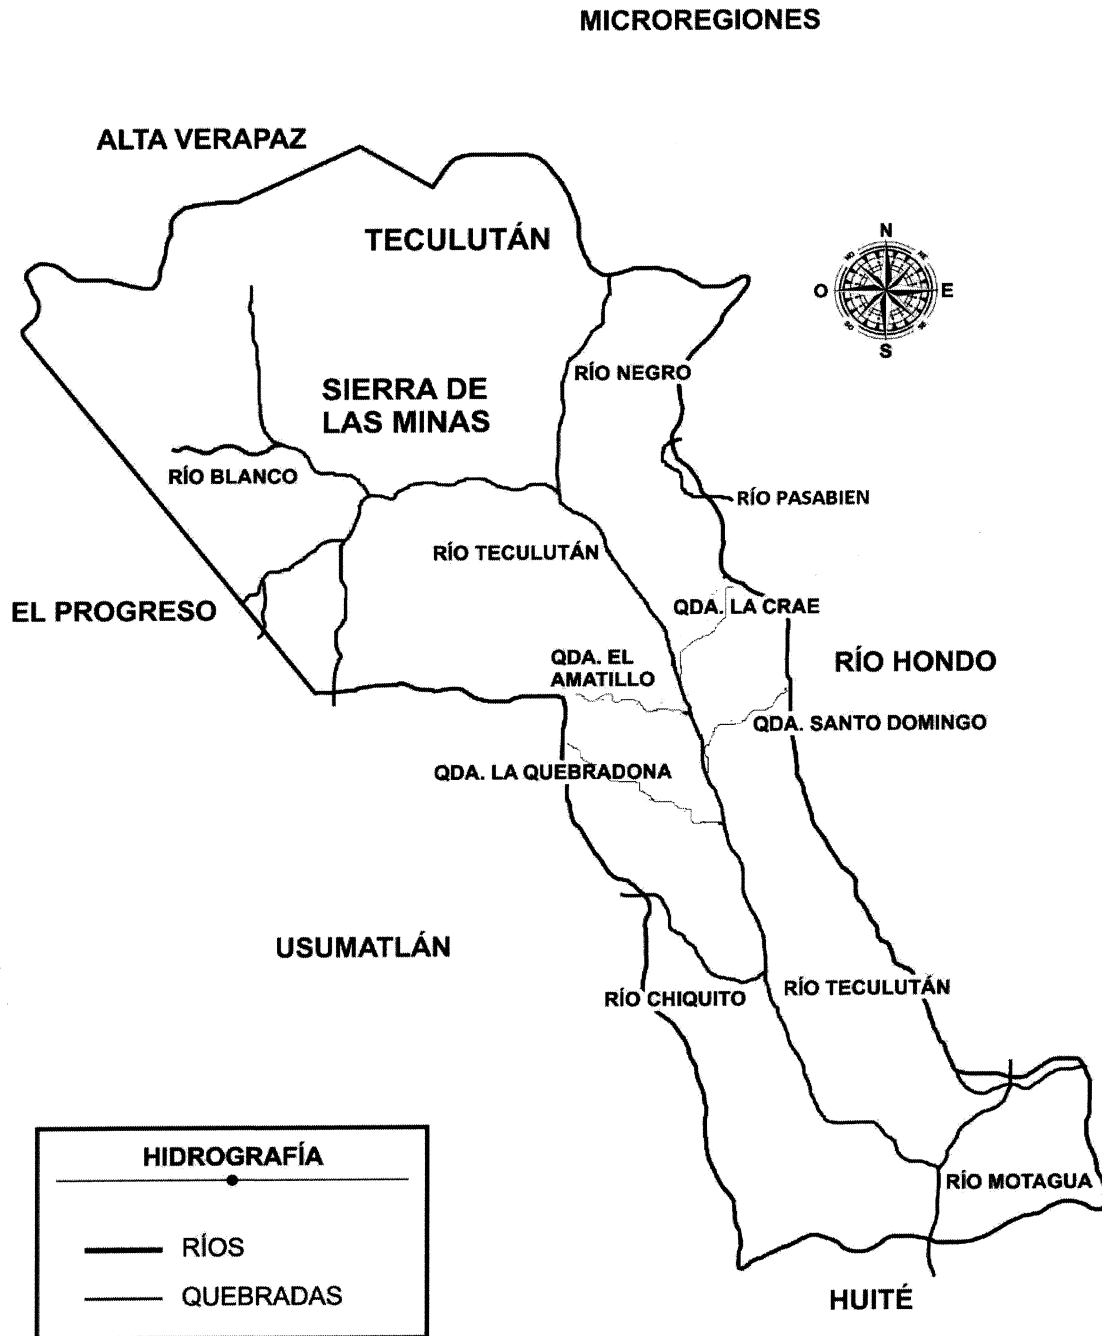 MICROREGIONES
ALTA VERAPAZ
TECULUTÁN
N
O
E
S
RÍO NEGRO
SIERRA DE
LAS MINAS
RÍO BLANCO
RÍO PASABIEN
RÍO TECULUTÁN
EL PROGRESO
QDA. LA CRAE
QDA. EL
AMATILLO
RÍO HONDO
QDA. SANTO DOMINGO
QDA. LA QUEBRADONA
USUMATLÁN
RÍO CHIQUITO
RÍO TECULUTÁN
HIDROGRAFÍA
RÍO MOTAGUA
RÍOS
QUEBRADAS
HUITÉ